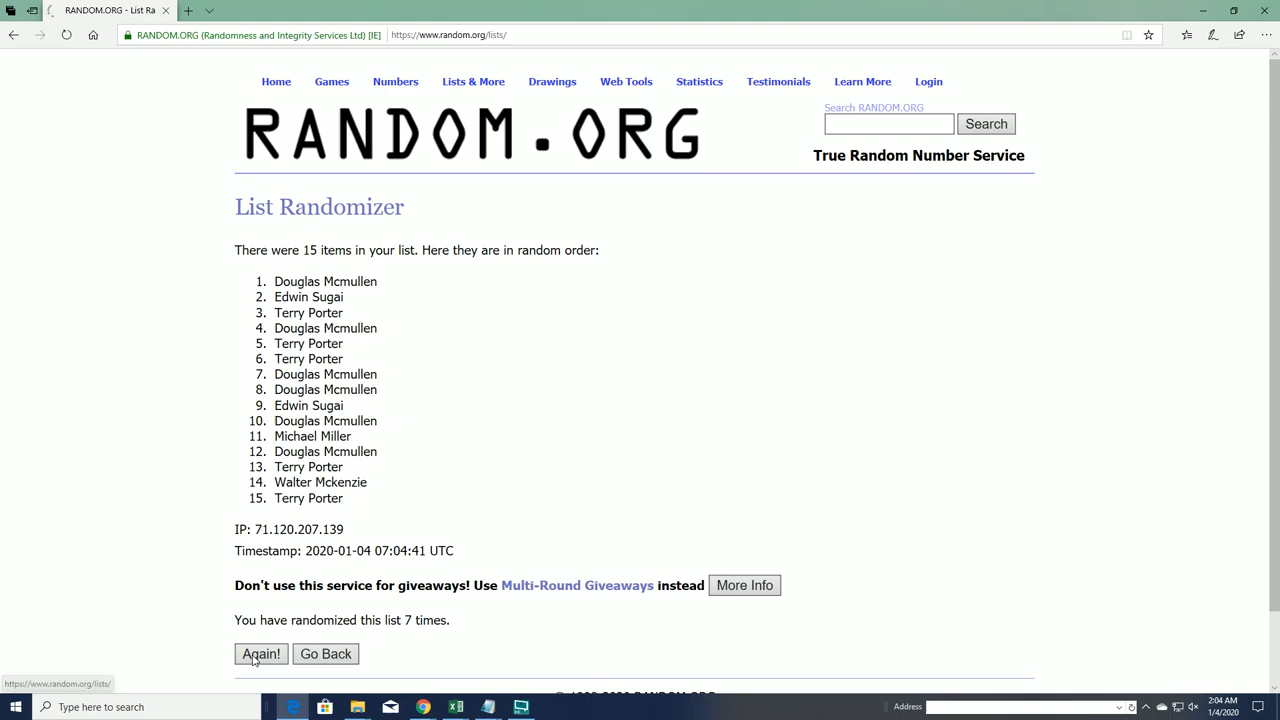 RANDOM.ORG - List Ra
RANDOM.ORG (Randomness and Integrity Services Ltd) [IE] https://www.random.org/lists/
Home Games Numbers Lists & More Drawings Web Tools Statistics Testimonials Learn More Login
RANDOM.ORG
Search RANDOM.ORG
Search
True Random Number Service
List Randomizer
There were 15 items in your list. Here they are in random order:
1. Douglas Mcmullen
2. Edwin Sugai
3. Terry Porter
4. Douglas Mcmullen
5. Terry Porter
6. Terry Porter
7. Douglas Mcmullen
8. Douglas Mcmullen
9. Edwin Sugai
10. Douglas Mcmullen
11. Michael Miller
12. Douglas Mcmullen
13. Terry Porter
14. Walter Mckenzie
15. Terry Porter
IP: 71.120.207.139
Timestamp: 2020-01-04 07:04:41 UTC
Don't use this service for giveaways! Use Multi-Round Giveaways instead More Info
You have randomized this list 7 times.
Again! Go Back
https://www.random.org/lists/
Type here to search
Address
2:04 AM
1/4/2020